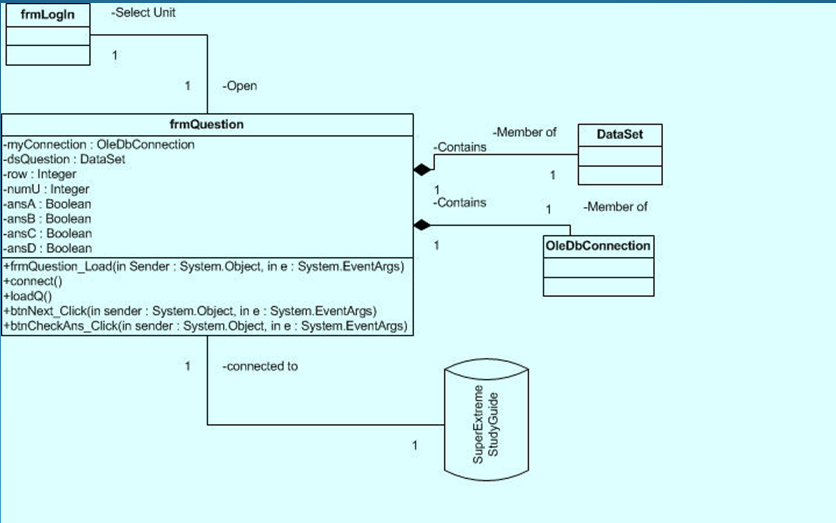 frmLogIn
-Select Unit
1
1
-Open
frmQuestion
-myConnection : OleDbConnection
-dsQuestion : DataSet
-row : Integer
-numU : Integer
-ansA : Boolean
-ansB : Boolean
-ansC : Boolean
-ansD : Boolean
+frmQuestion_Load(in Sender : System.Object, in e : System.EventArgs)
+connect()
+loadQ()
+btnNext_Click(in sender : System.Object, in e : System.EventArgs)
+btnCheckAns_Click(in sender : System.Object, in e : System.EventArgs)
-Contains
-Member of
1
1
DataSet
-Contains
1
-Member of
1
OleDbConnection
1
-connected to
1
SuperExtreme
StudyGuide